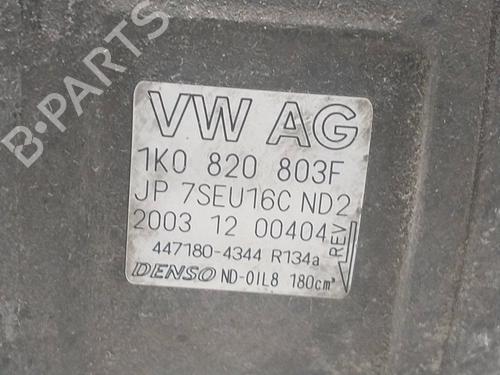 B-PARTS
VW AG
1K0 820 803F
JP 7SEU16C ND2
2003 12 00404
REV
447180-4344 R134a
DENSO ND-OIL8 180cm³